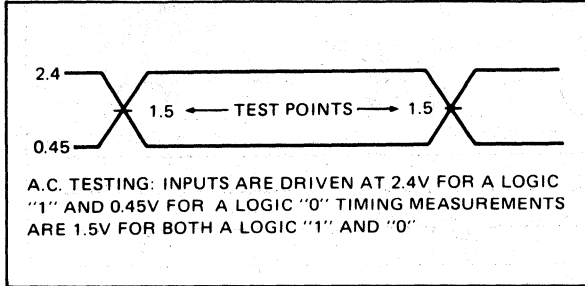 2.4
1.5 TEST POINTS 1.5
0.45
A.C. TESTING: INPUTS ARE DRIVEN AT 2.4V FOR A LOGIC
"1" AND 0.45V FOR A LOGIC "0" TIMING MEASUREMENTS
ARE 1.5V FOR BOTH A LOGIC "1" AND "0"